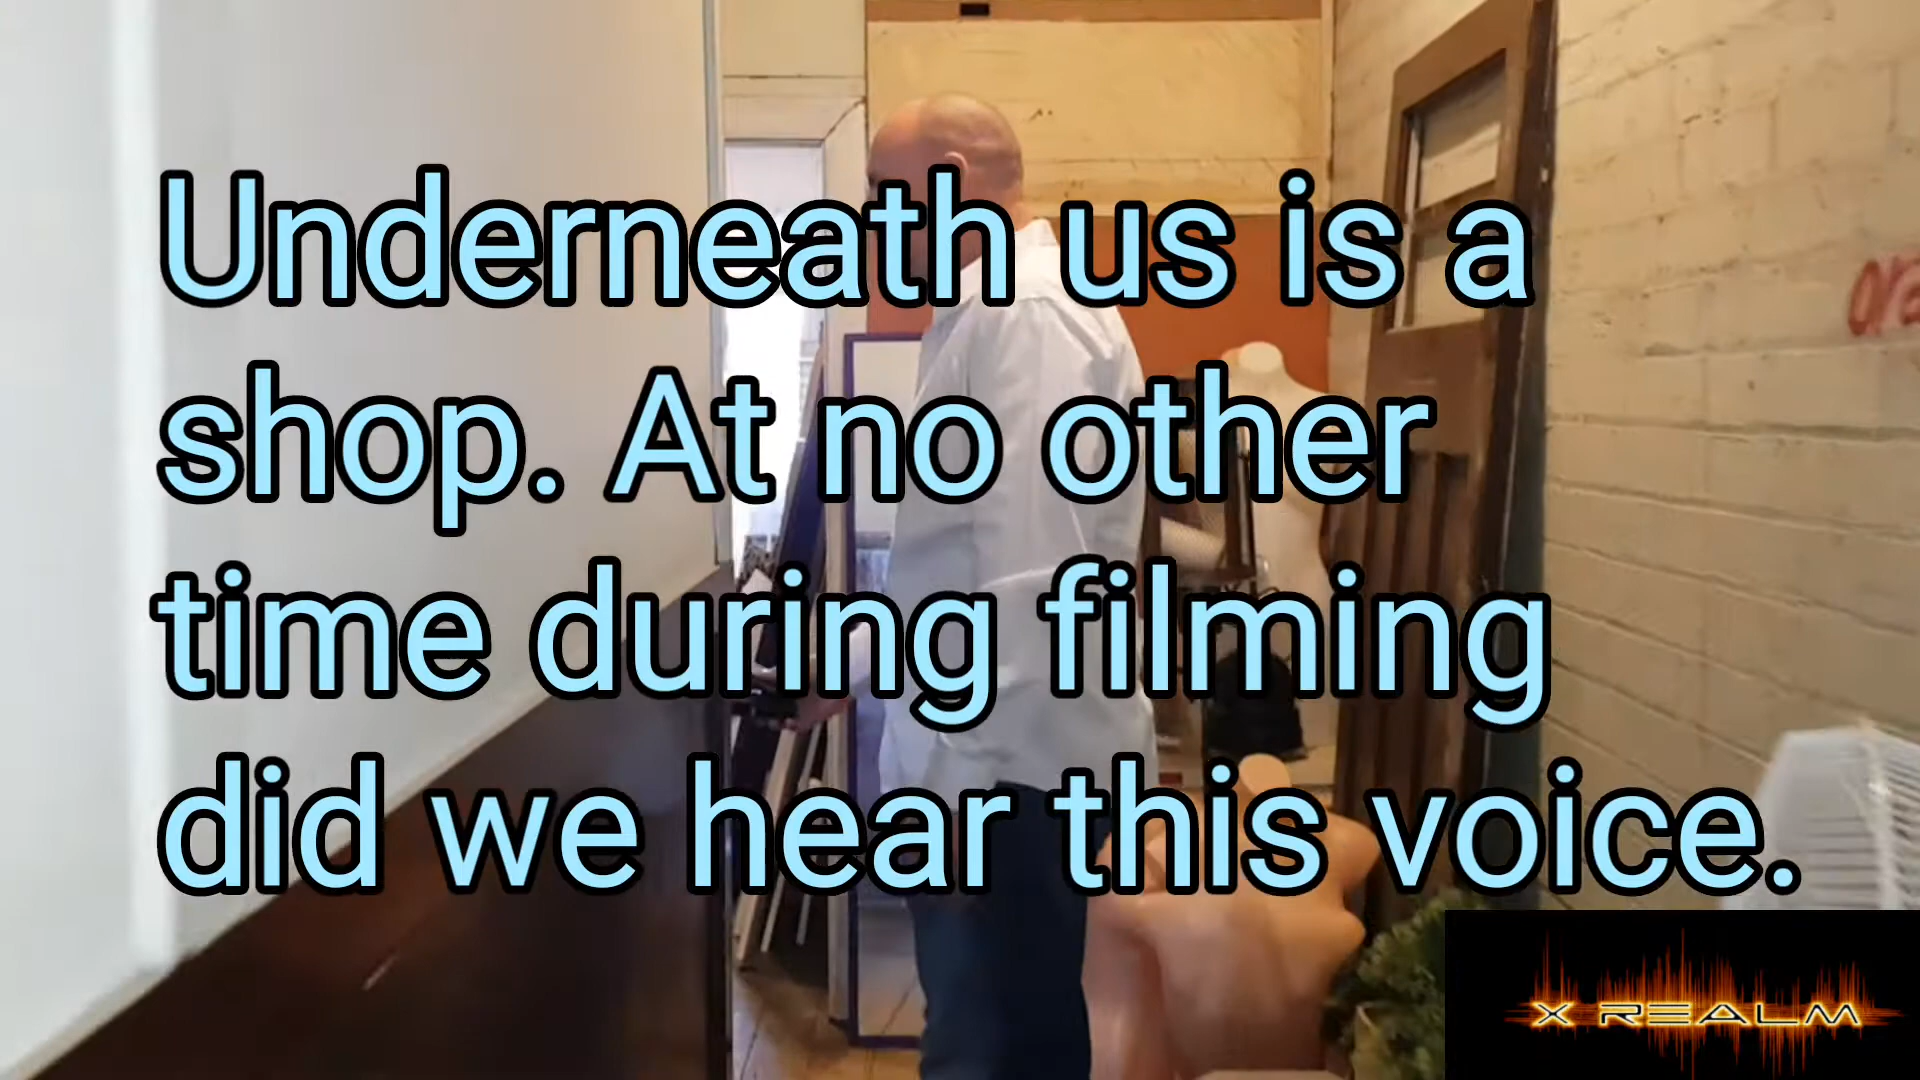 Underneath us is a
shop. At no other
time during filming
did we hear this voice.
X REALM